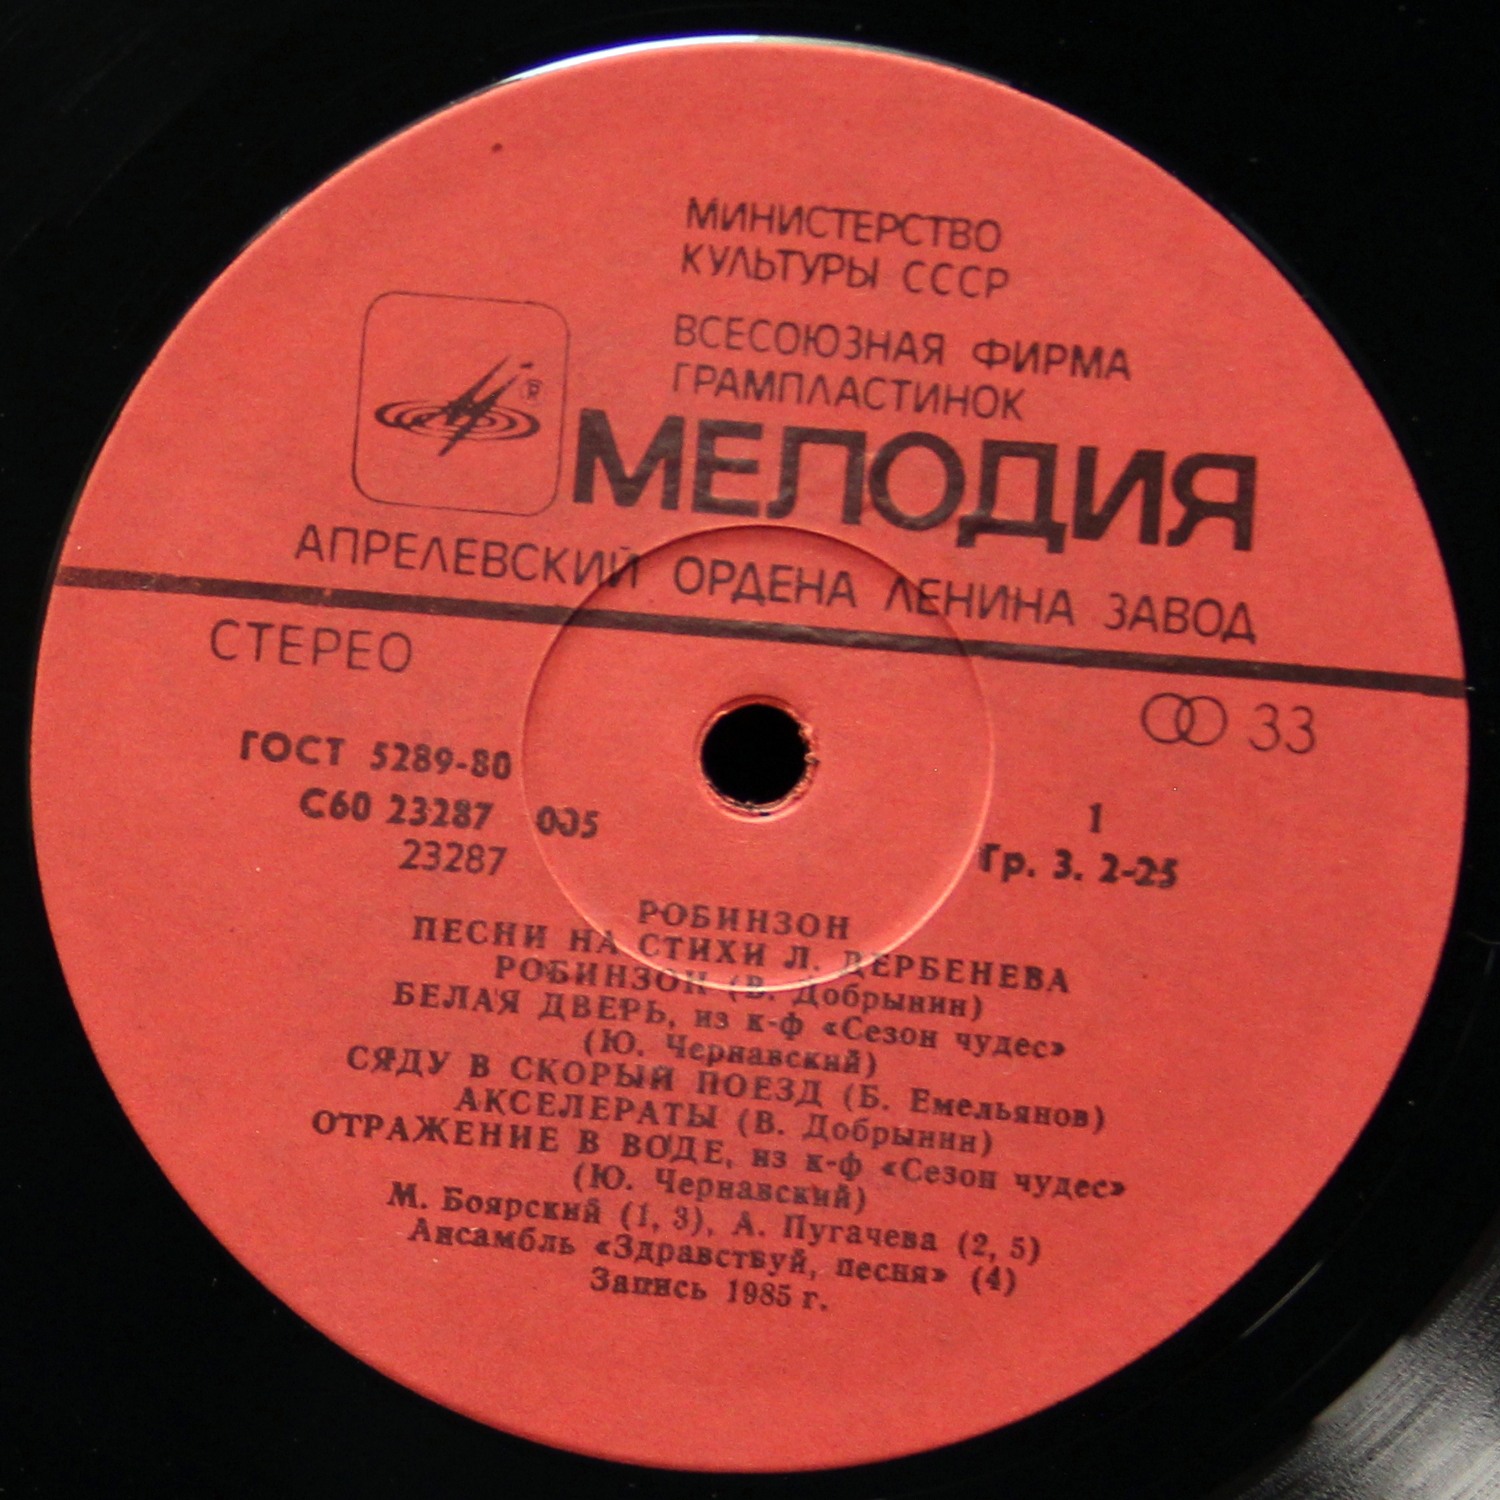 МИНИСТЕРСТВО
КУЛЬТУРЫ СССР
ВСЕСОЮЗНАЯ ФИРМА
ГРАМПЛАСТИНОК
МЕЛОДИЯ
®
АПРЕЛЕВСКИЙ ОРДЕНА ЛЕНИНА ЗАВОД
СТЕРЕО
33
ГОСТ 5289-80
С60 23287 005
23287
1
Гр. 3. 2-25
РОБИНЗОН
ПЕСНИ НА СТИХИ Л. ДЕРБЕНЕВА
РОБИНЗОН (В. Добрынин)
БЕЛАЯ ДВЕРЬ, из к-ф «Сезон чудес»
(Ю. Чернавский)
СЯДУ В СКОРЫЙ ПОЕЗД (Б. Емельянов)
АКСЕЛЕРАТЫ (В. Добрынин)
ОТРАЖЕНИЕ В ВОДЕ, из к-ф «Сезон чудес»
(Ю. Чернавский)
М. Боярский (1, 3), А. Пугачева (2, 5)
Ансамбль «Здравствуй, песня» (4)
Запись 1985 г.